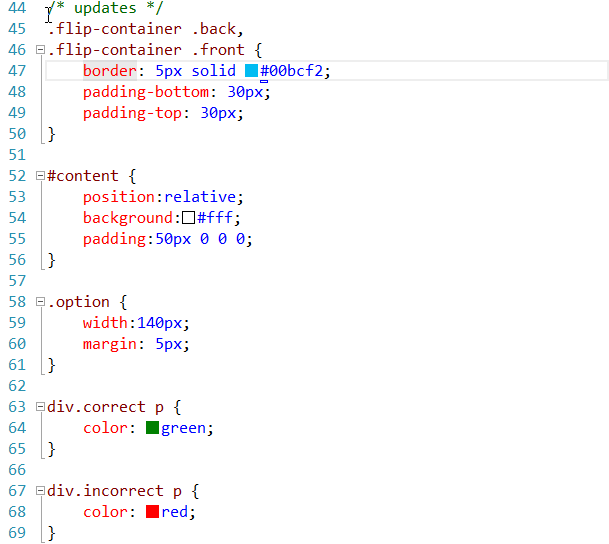 44 /* updates */
45 .flip-container .back,
46 .flip-container .front {
47     border: 5px solid #00bcf2;
48     padding-bottom: 30px;
49     padding-top: 30px;
50 }
51
52 #content {
53     position:relative;
54     background:#fff;
55     padding:50px 0 0 0;
56 }
57
58 .option {
59     width:140px;
60     margin: 5px;
61 }
62
63 div.correct p {
64     color: green;
65 }
66
67 div.incorrect p {
68     color: red;
69 }